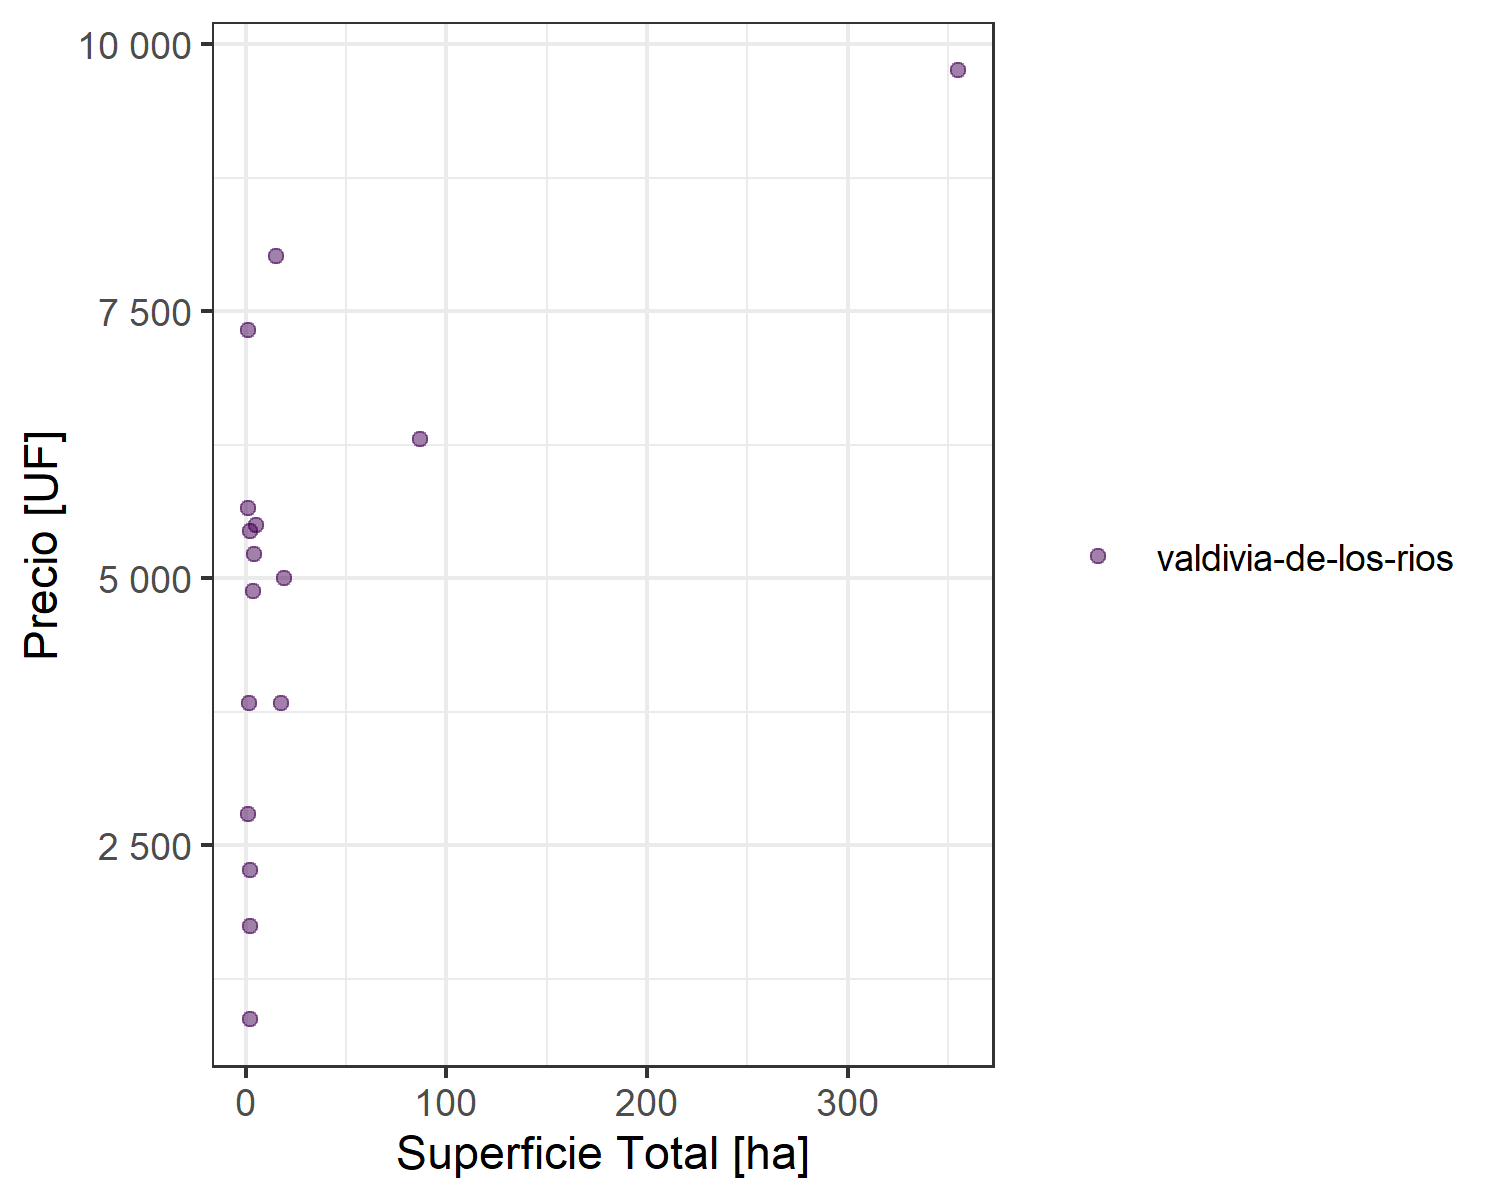 10 000
7 500
5 000
2 500
Precio [UF]
0 100 200 300
Superficie Total [ha]
valdivia-de-los-rios